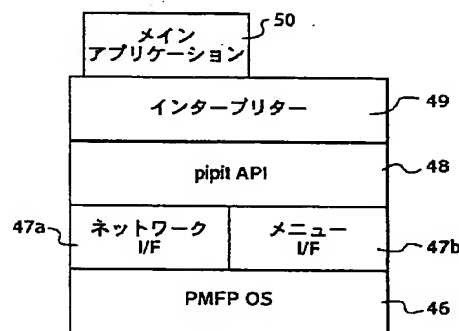 メイン
アプリケーション
50
インタープリター
49
pipit API
48
47a
ネットワーク
I/F
メニュー
I/F
47b
PMFP OS
46